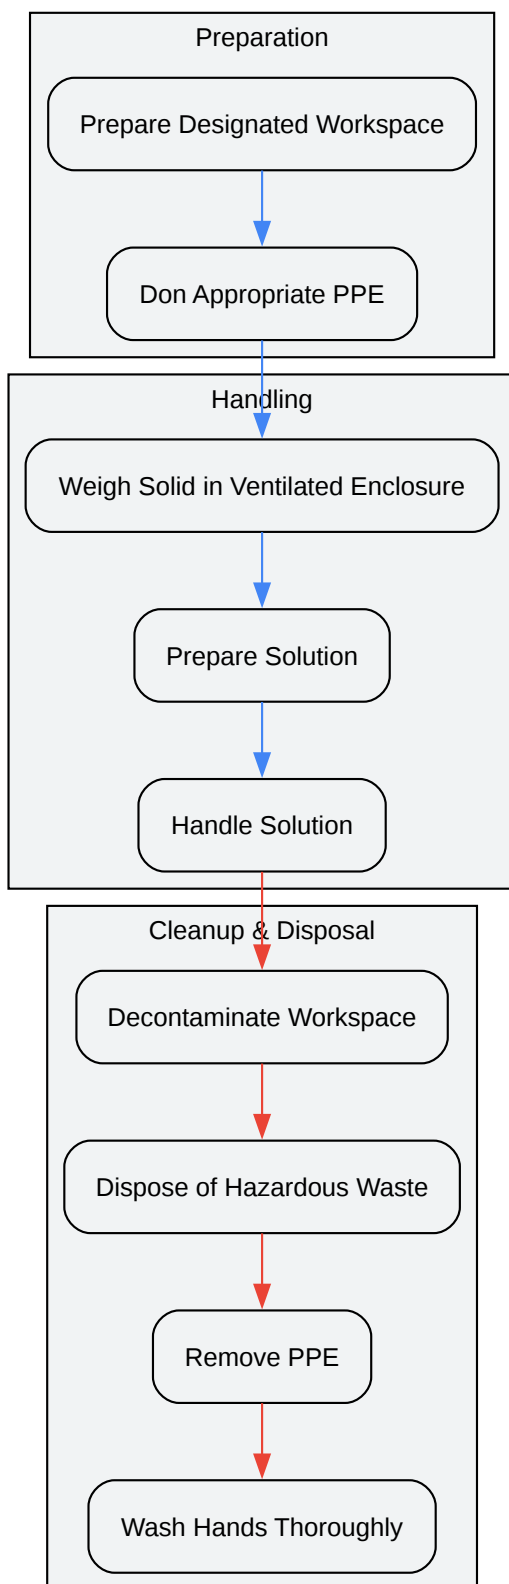 Preparation
Prepare Designated Workspace
Don Appropriate PPE
Handling
Weigh Solid in Ventilated Enclosure
Prepare Solution
Handle Solution
Cleanup & Disposal
Decontaminate Workspace
Dispose of Hazardous Waste
Remove PPE
Wash Hands Thoroughly